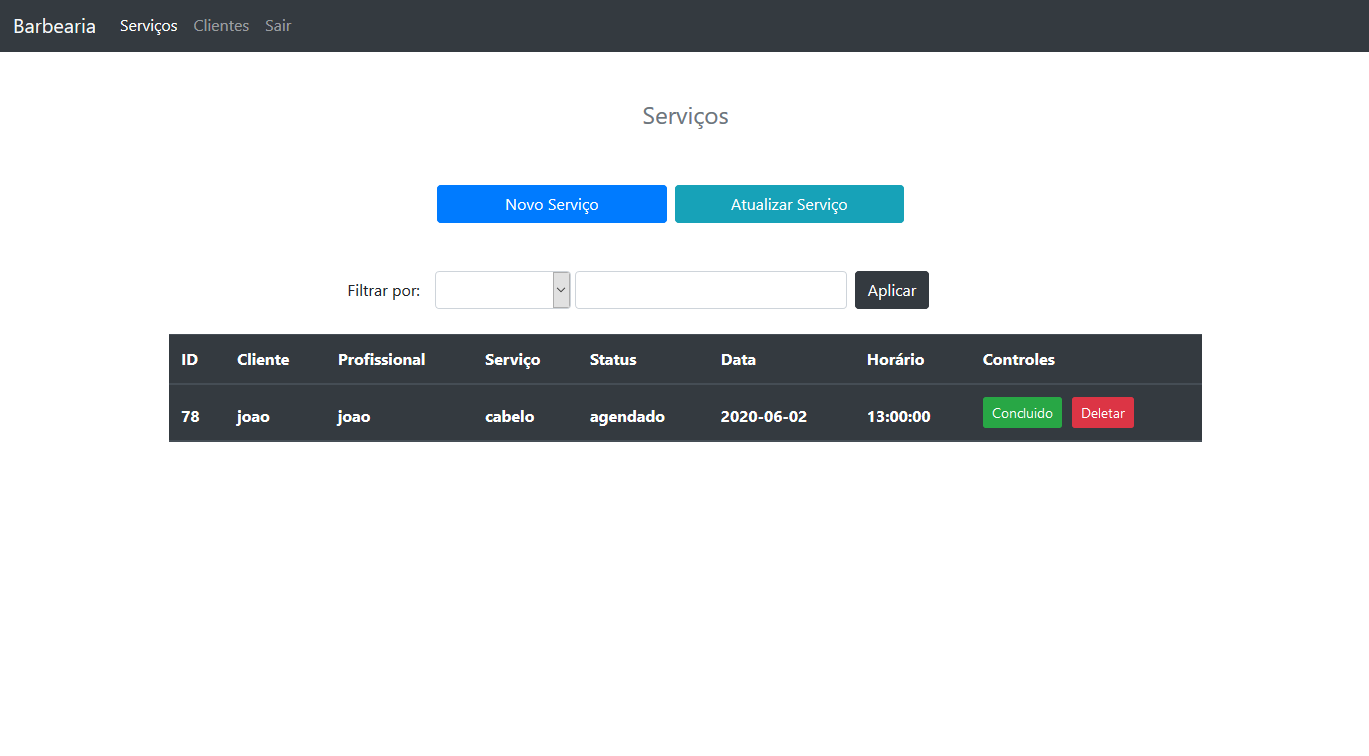 Barbearia Serviços Clientes Sair
Serviços
Novo Serviço Atualizar Serviço
Filtrar por: Aplicar
ID Cliente Profissional Serviço Status Data Horário Controles
78 joao joao cabelo agendado 2020-06-02 13:00:00 Concluido Deletar